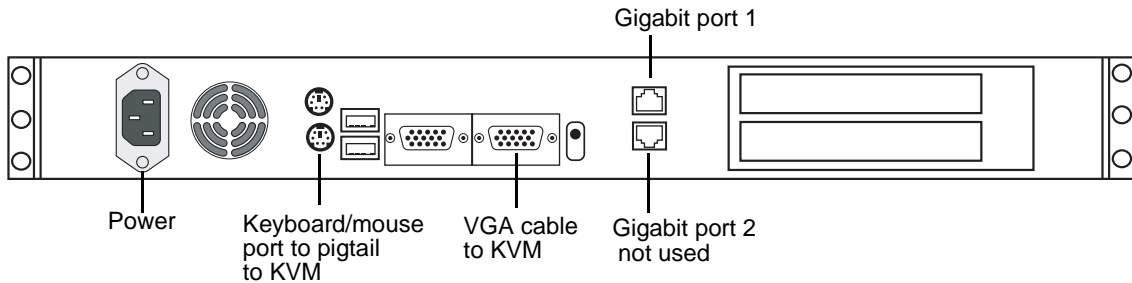 Gigabit port 1
Power
Keyboard/mouse
port to pigtail
to KVM
VGA cable
to KVM
Gigabit port 2
not used